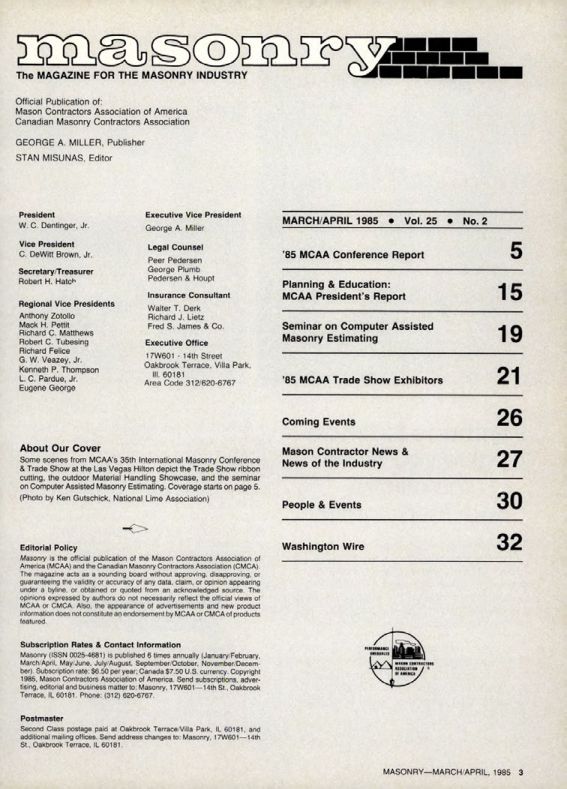 masonry
The MAGAZINE FOR THE MASONRY INDUSTRY
Official Publication of:
Mason Contractors Association of America
Canadian Masonry Contractors Association
GEORGE A. MILLER, Publisher
STAN MISUNAS, Editor
President
W. C. Dentinger, Jr.
Vice President
C. DeWitt Brown, Jr.
Secretary/Treasurer
Robert H. Hatch
Regional Vice Presidents
Anthony Zotollo
Mack H. Pettit
Richard C. Matthews
Robert C. Tubesing
Richard Felice
G. W. Veazey, Jr.
Kenneth P. Thompson
L. C. Pardue, Jr.
Eugene George
Executive Vice President
George A. Miller
Legal Counsel
Peer Pedersen
George Plumb
Pedersen & Houpt
Insurance Consultant
Walter T. Derk
Richard J. Lietz
Fred S. James & Co.
Executive Office
17W601 - 14th Street
Oakbrook Terrace, Villa Park,
Ill. 60181
Area Code 312/620-6767
About Our Cover
Some scenes from MCAA's 35th International Masonry Conference
& Trade Show at the Las Vegas Hilton depict the Trade Show ribbon
cutting, the outdoor Material Handling Showcase, and the seminar
on Computer Assisted Masonry Estimating. Coverage starts on page 5.
(Photo by Ken Gutschick, National Lime Association)
Editorial Policy
Masonry is the official publication of the Mason Contractors Association of
America (MCAA) and the Canadian Masonry Contractors Association (CMCA).
The magazine acts as a sounding board without approving, disapproving, or
guaranteeing the validity or accuracy of any data, claim, or opinion appearing
under a byline, or obtained or quoted from an acknowledged source. The
opinions expressed by authors do not necessarily reflect the official views of
MCAA or CMCA. Also, the appearance of advertisements and new product
information does not constitute an endorsement by MCAA or CMCA of products
featured.
Subscription Rates & Contact Information
Masonry (ISSN 0025-4681) is published 6 times annually (January/February,
March/April, May/June, July/August, September/October, November/Decem-
ber). Subscription rate: $6.50 per year; Canada $7.50 U.S. currency. Copyright
1985, Mason Contractors Association of America. Send subscriptions, adver-
tising, editorial and business matter to: Masonry, 17W601—14th St., Oakbrook
Terrace, IL 60181. Phone: (312) 620-6767.
Postmaster
Second Class postage paid at Oakbrook Terrace/Villa Park, IL 60181, and
additional mailing offices. Send address changes to: Masonry, 17W601—14th
St., Oakbrook Terrace, IL 60181.
MARCH/APRIL 1985 ● Vol. 25 ● No. 2
'85 MCAA Conference Report 5
Planning & Education:
MCAA President's Report 15
Seminar on Computer Assisted
Masonry Estimating 19
'85 MCAA Trade Show Exhibitors 21
Coming Events 26
Mason Contractor News &
News of the Industry 27
People & Events 30
Washington Wire 32
PERFORMANCE
MASON CONTRACTORS
ASSOCIATION
OF AMERICA
MASONRY—MARCH/APRIL, 1985 3